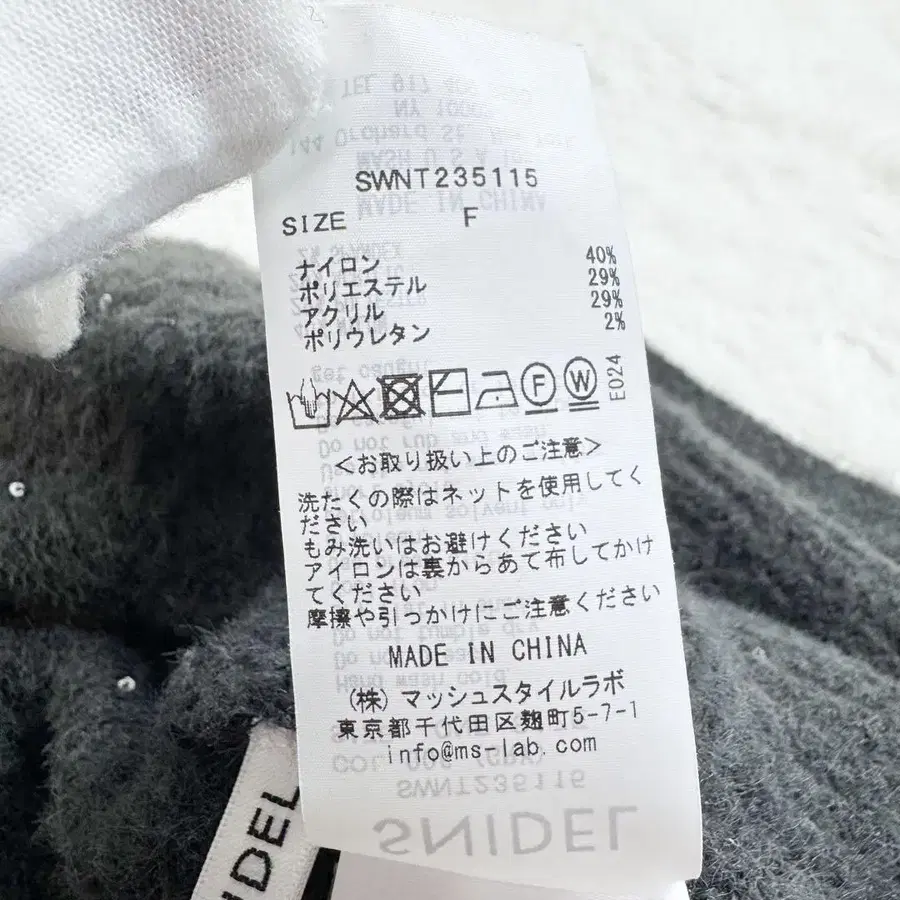 SWNT235115
SIZE F
ナイロン 40%
ポリエステル 29%
アクリル 29%
ポリウレタン 2%
F W E024
<お取り扱い上のご注意>
洗たくの際はネットを使用してく
ださい
もみ洗いはお避けください
アイロンは裏からあて布してかけ
てください
摩擦や引っかけにご注意ください
MADE IN CHINA
(株)マッシュスタイルラボ
東京都千代田区麹町5-7-1
info@ms-lab.com
SWNT235115
SNIDEL
NIDEL